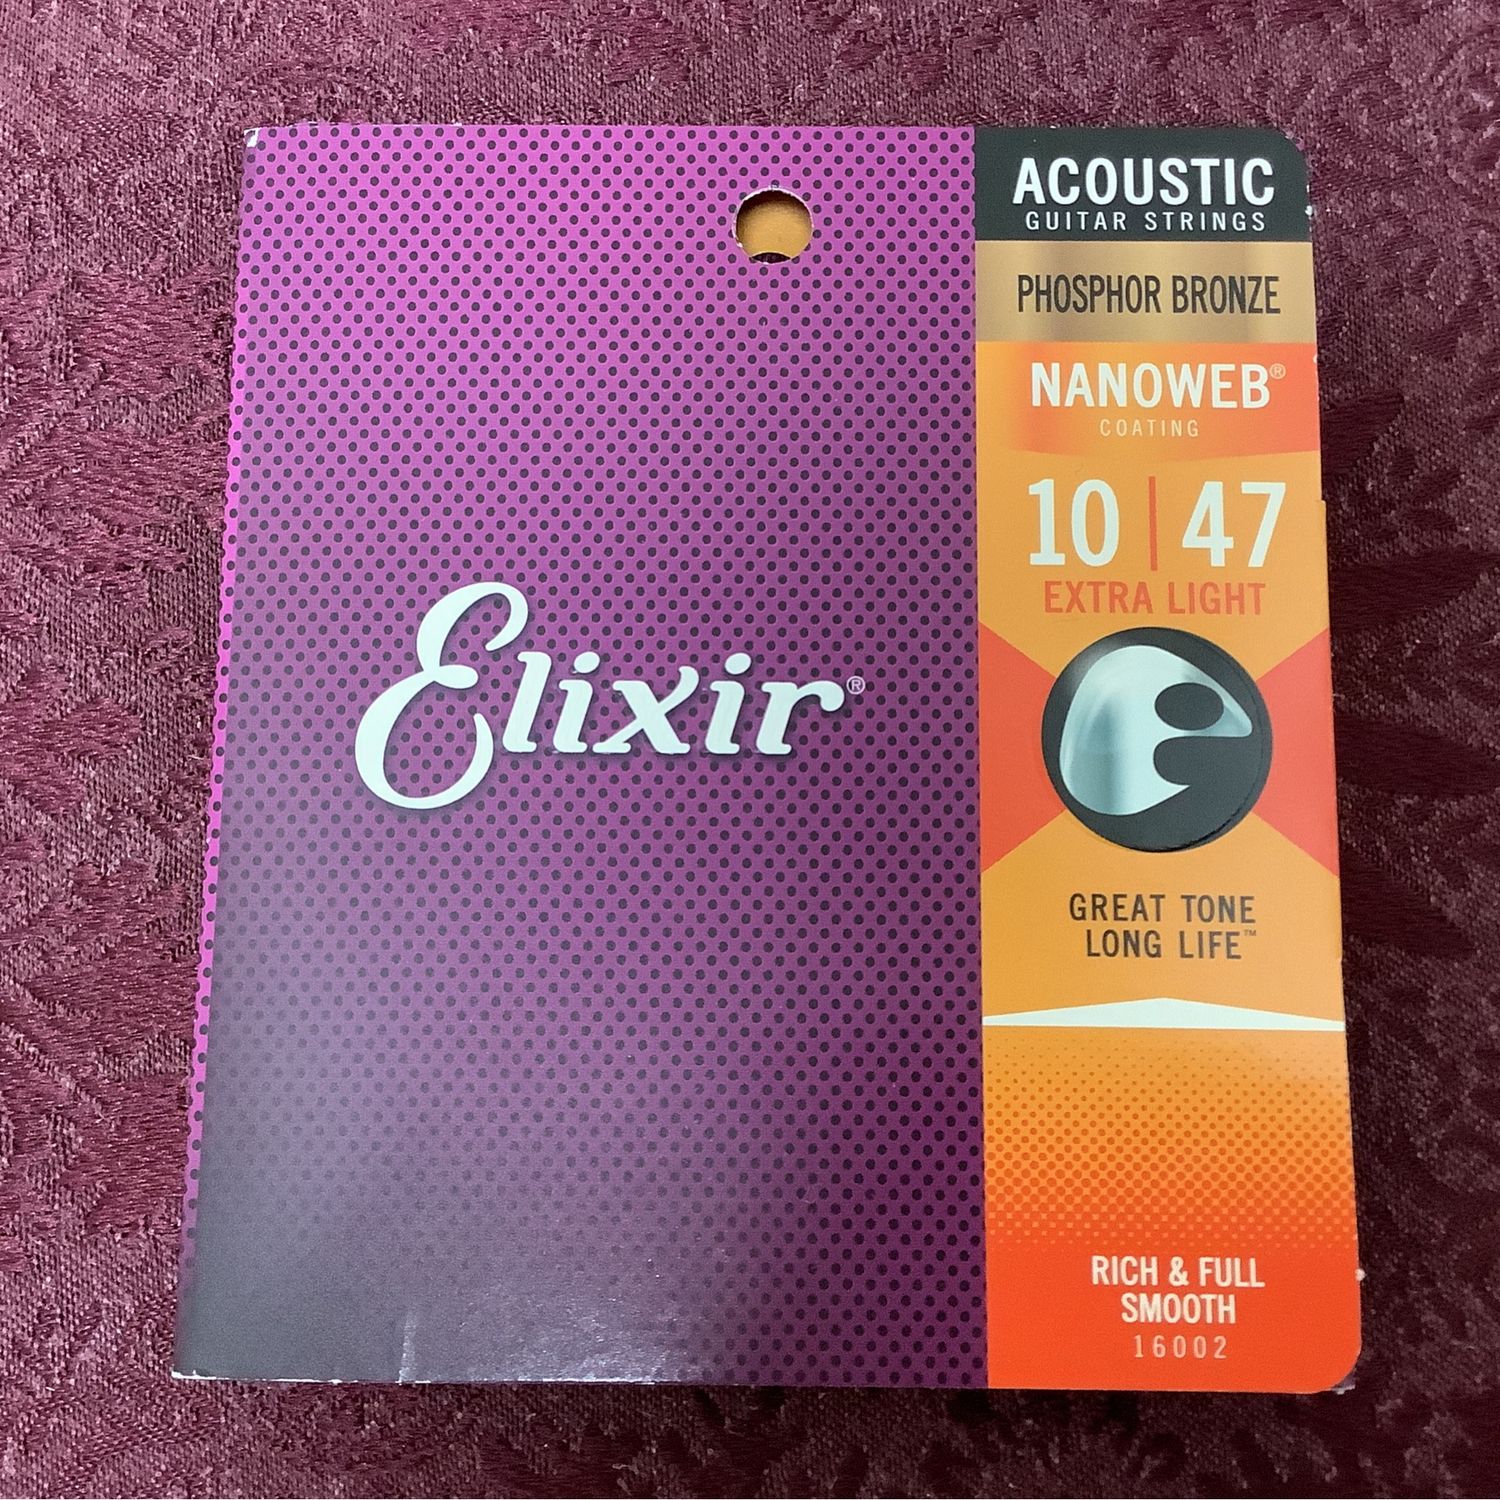 Elixir®
ACOUSTIC
GUITAR STRINGS
PHOSPHOR BRONZE
NANOWEB®
COATING
10 | 47
EXTRA LIGHT
GREAT TONE
LONG LIFE™
RICH & FULL
SMOOTH
16002